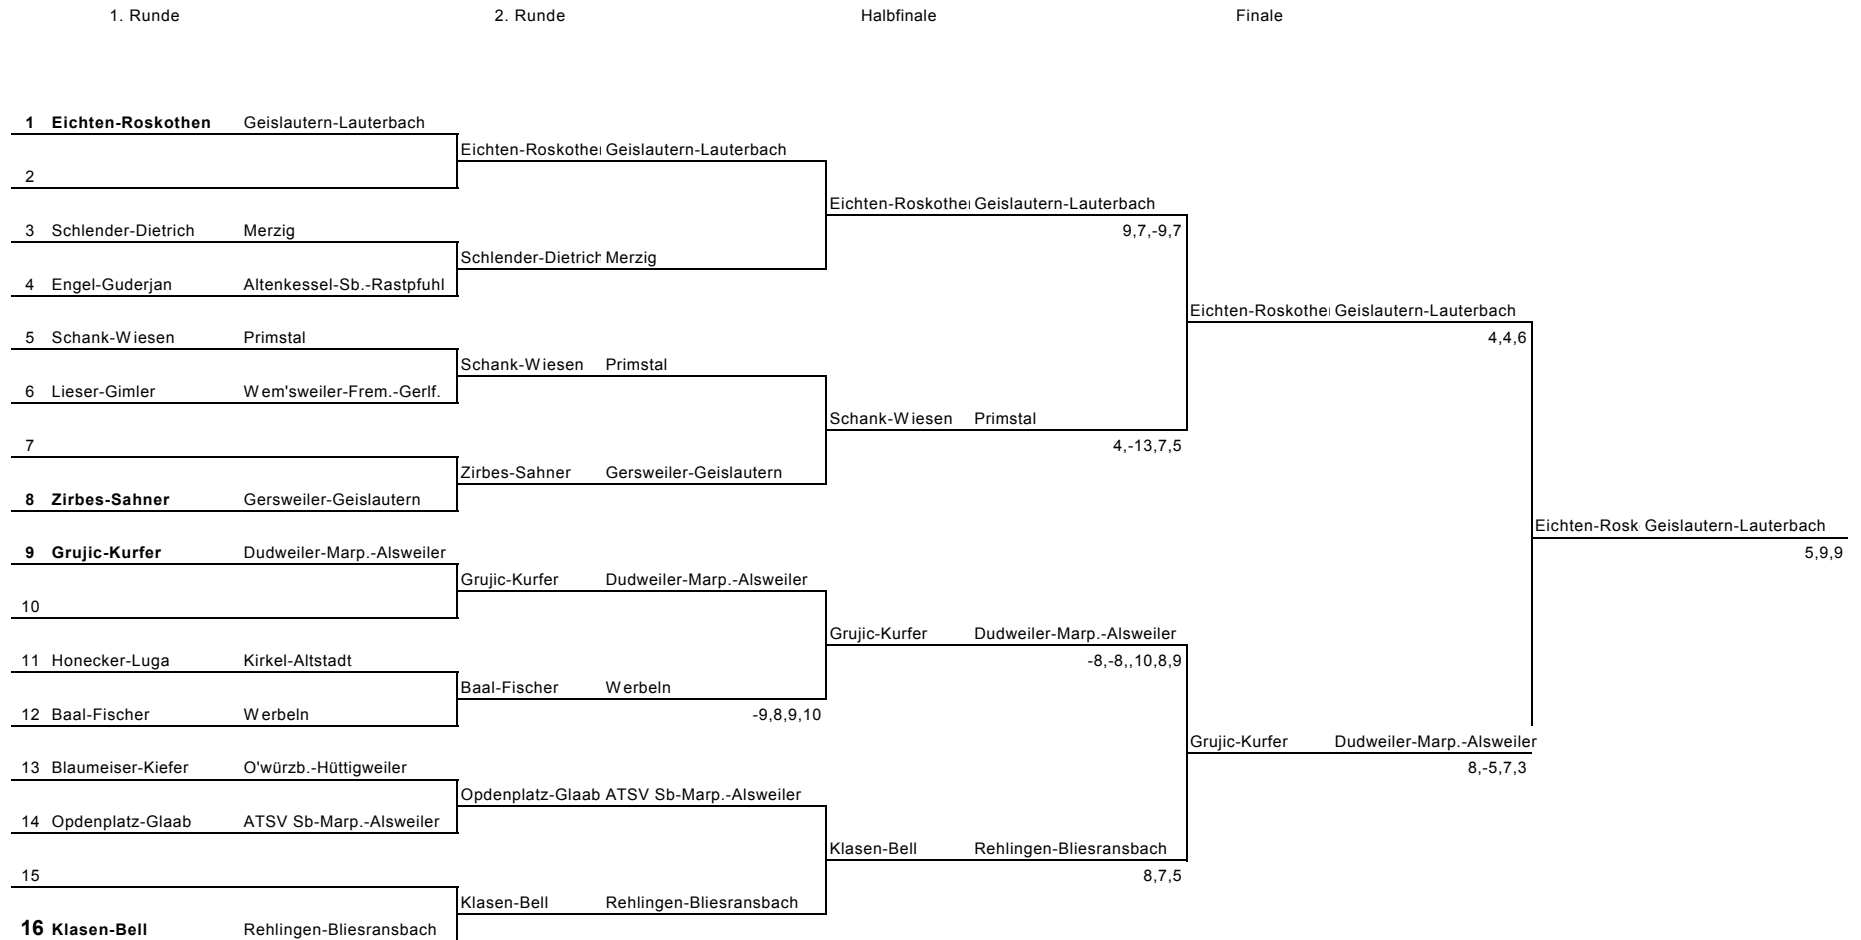 1. Runde 2. Runde Halbfinale Finale
1 Eichten-Roskothen Geislautern-Lauterbach
Eichten-Roskothe Geislautern-Lauterbach
2
Eichten-Roskothe Geislautern-Lauterbach
3 Schlender-Dietrich Merzig 9,7,-9,7
Schlender-Dietrich Merzig
4 Engel-Guderjan Altenkessel-Sb.-Rastpfuhl
Eichten-Roskothe Geislautern-Lauterbach
5 Schank-Wiesen Primstal 4,4,6
Schank-Wiesen Primstal
6 Lieser-Gimler Wem'sweiler-Frem.-Gerlf.
Schank-Wiesen Primstal
7 4,-13,7,5
Zirbes-Sahner Gersweiler-Geislautern
8 Zirbes-Sahner Gersweiler-Geislautern
Eichten-Rosk Geislautern-Lauterbach
9 Grujic-Kurfer Dudweiler-Marp.-Alsweiler 5,9,9
Grujic-Kurfer Dudweiler-Marp.-Alsweiler
10
Grujic-Kurfer Dudweiler-Marp.-Alsweiler
11 Honecker-Luga Kirkel-Altstadt -8,-8,,10,8,9
Baal-Fischer Werbeln
12 Baal-Fischer Werbeln -9,8,9,10
Grujic-Kurfer Dudweiler-Marp.-Alsweiler
13 Blaumeiser-Kiefer O'würzb.-Hüttigweiler 8,-5,7,3
Opdenplatz-Glaab ATSV Sb-Marp.-Alsweiler
14 Opdenplatz-Glaab ATSV Sb-Marp.-Alsweiler
Klasen-Bell Rehlingen-Bliesransbach
15 8,7,5
Klasen-Bell Rehlingen-Bliesransbach
16 Klasen-Bell Rehlingen-Bliesransbach